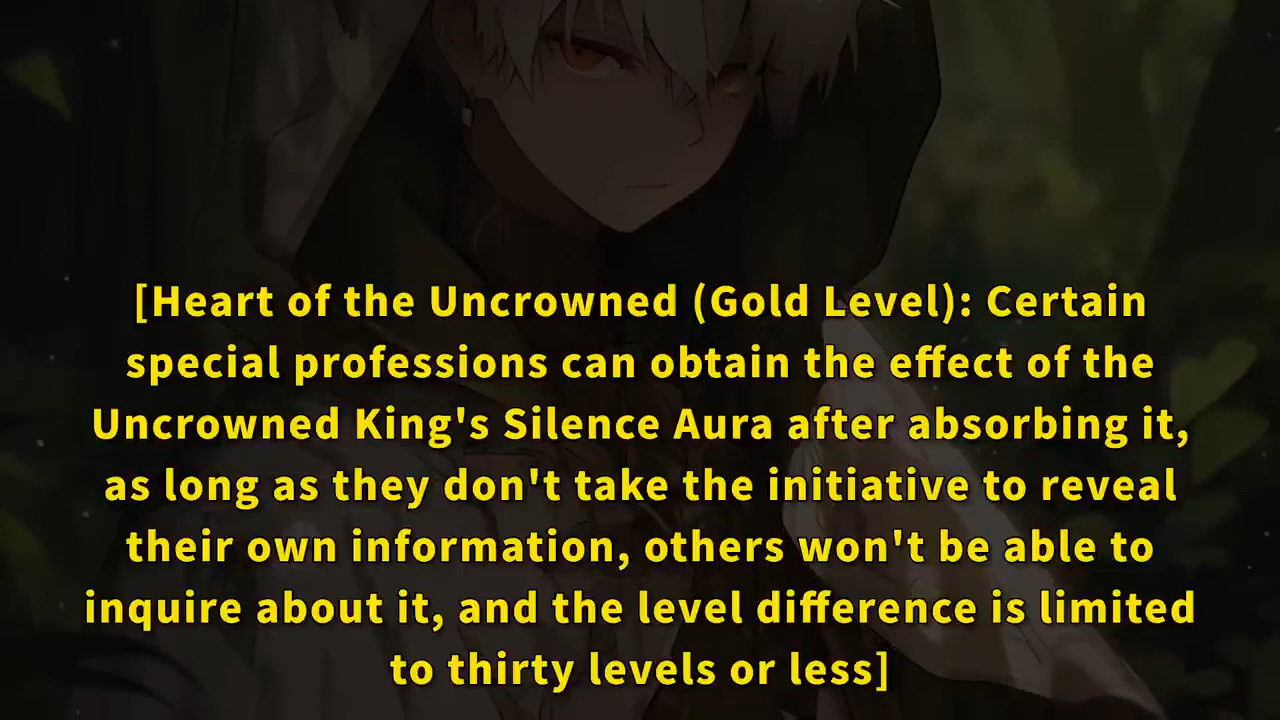 [Heart of the Uncrowned (Gold Level): Certain
special professions can obtain the effect of the
Uncrowned King's Silence Aura after absorbing it,
as long as they don't take the initiative to reveal
their own information, others won't be able to
inquire about it, and the level difference is limited
to thirty levels or less]